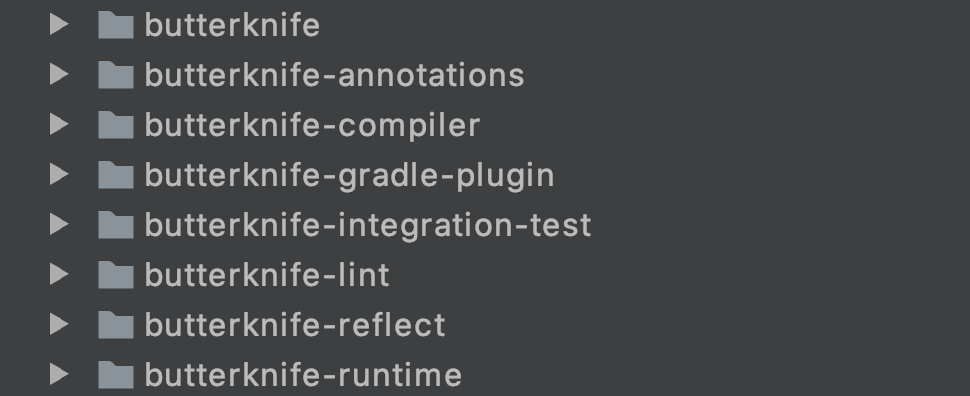 butterknife
butterknife-annotations
butterknife-compiler
butterknife-gradle-plugin
butterknife-integration-test
butterknife-lint
butterknife-reflect
butterknife-runtime